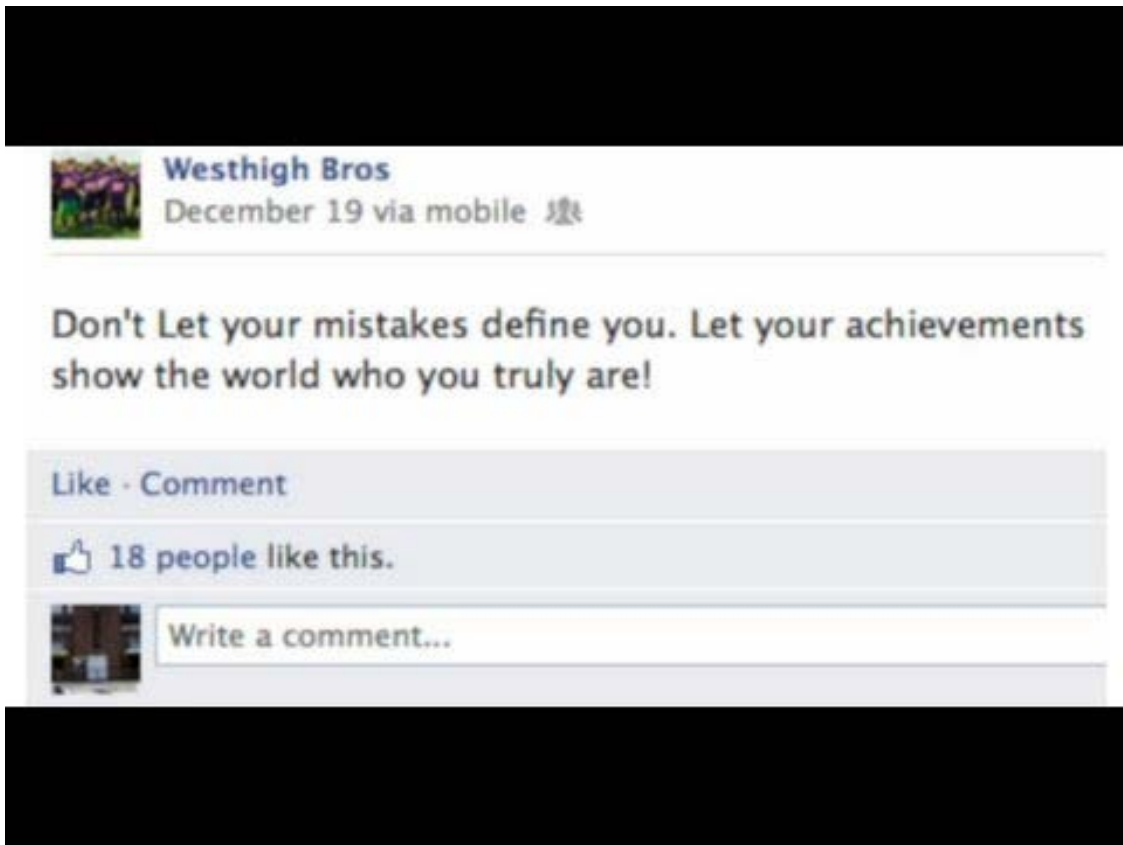 Westhigh Bros
December 19 via mobile
Don't Let your mistakes define you. Let your achievements
show the world who you truly are!
Like · Comment
18 people like this.
Write a comment...